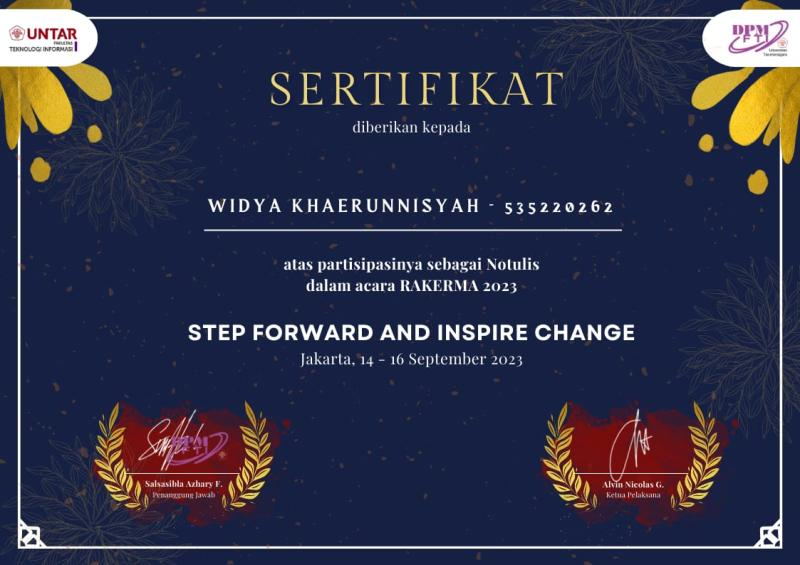 UNTAR
FAKULTAS
TEKNOLOGI INFORMASI
DPM
FTI
Universitas
Tarumanagara
SERTIFIKAT
diberikan kepada
WIDYA KHAERUNNISYAH - 535220262
atas partisipasinya sebagai Notulis
dalam acara RAKERMA 2023
STEP FORWARD AND INSPIRE CHANGE
Jakarta, 14 - 16 September 2023
DPM
FTI
Salsasibla Azhary F.
Penanggung Jawab
Alvin Nicolas G.
Ketua Pelaksana